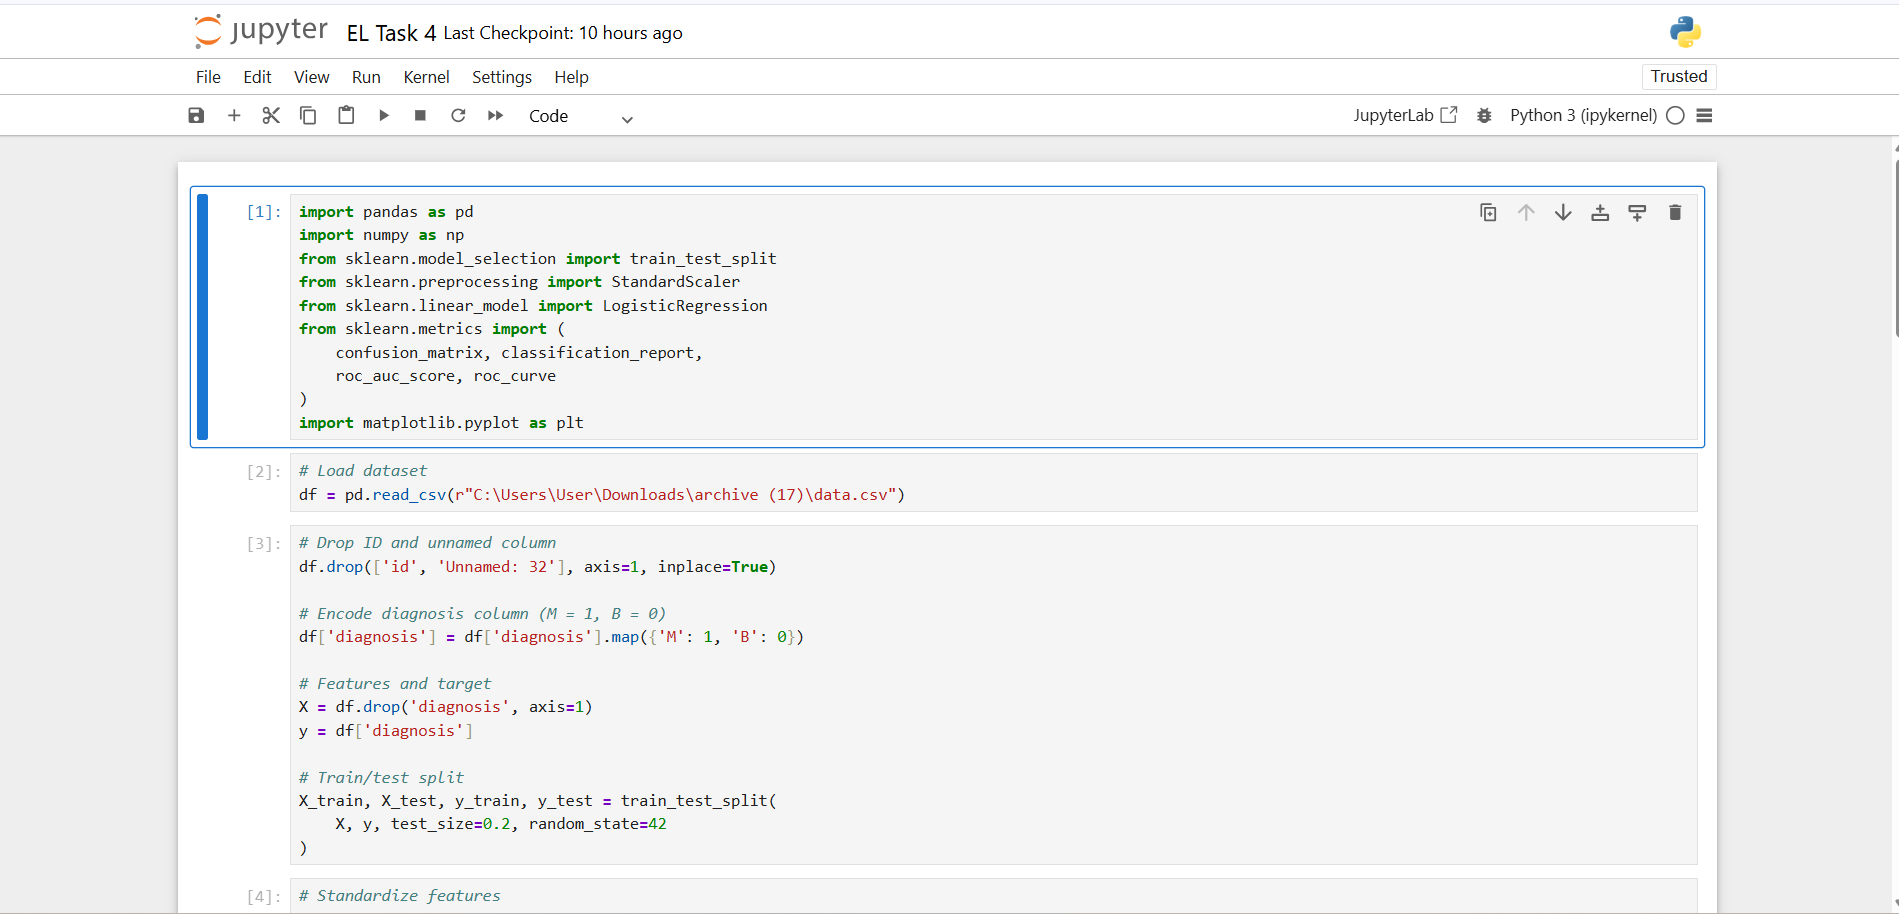 jupyter EL Task 4 Last Checkpoint: 10 hours ago
File Edit View Run Kernel Settings Help Trusted
Code JupyterLab Python 3 (ipykernel)
[1]: import pandas as pd
import numpy as np
from sklearn.model_selection import train_test_split
from sklearn.preprocessing import StandardScaler
from sklearn.linear_model import LogisticRegression
from sklearn.metrics import (
    confusion_matrix, classification_report,
    roc_auc_score, roc_curve
)
import matplotlib.pyplot as plt
[2]: # Load dataset
df = pd.read_csv(r"C:\Users\User\Downloads\archive (17)\data.csv")
[3]: # Drop ID and unnamed column
df.drop(['id', 'Unnamed: 32'], axis=1, inplace=True)
# Encode diagnosis column (M = 1, B = 0)
df['diagnosis'] = df['diagnosis'].map({'M': 1, 'B': 0})
# Features and target
X = df.drop('diagnosis', axis=1)
y = df['diagnosis']
# Train/test split
X_train, X_test, y_train, y_test = train_test_split(
    X, y, test_size=0.2, random_state=42
)
[4]: # Standardize features